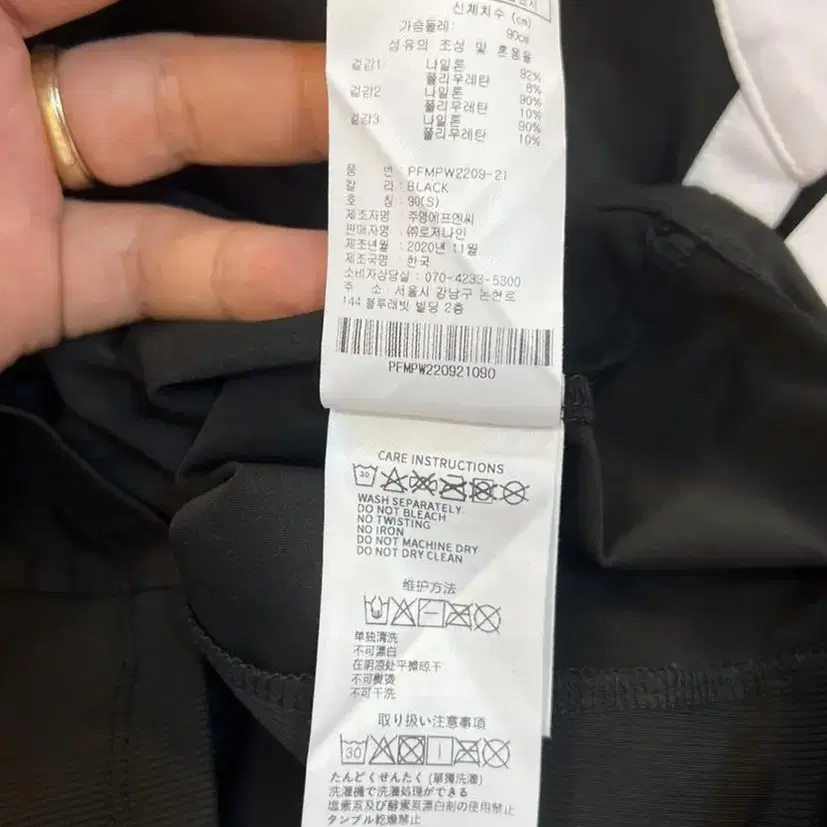 신체치수 (cm)
가슴둘레: 90cm
섬유의 조성 및 혼용율
겉감1 나일론 92%
폴리우레탄 8%
겉감2 나일론 90%
폴리우레탄 10%
겉감3 나일론 90%
폴리우레탄 10%
품 번 : PFMPW2209-21
칼 라 : BLACK
호 칭 : 90(S)
제조자명 : 주영에프엔씨
판매자명 : ㈜로저나인
제조년월 : 2020년 11월
제조국명 : 한국
소비자상담실 : 070-4233-5300
주 소 : 서울시 강남구 논현로
144 블루래빗 빌딩 2층
PFMPW220921090
CARE INSTRUCTIONS
30
WASH SEPARATELY
DO NOT BLEACH
NO TWISTING
NO IRON
DO NOT MACHINE DRY
DO NOT DRY CLEAN
维护方法
单独清洗
不可漂白
在阴凉处平摊晾干
不可熨烫
不可干洗
取り扱い注意事項
30
たんどくせんたく (單獨洗濯)
洗濯機で洗濯処理ができる
塩素系及び酵素系漂白剤の使用禁止
タンブル乾燥禁止